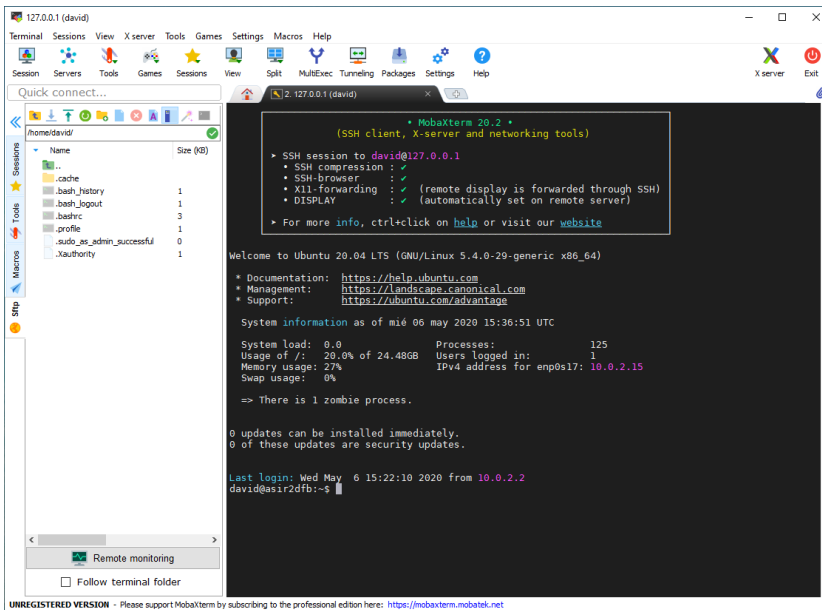 127.0.0.1 (david)
Terminal Sessions View X server Tools Games Settings Macros Help
Session Servers Tools Games Sessions View Split MultiExec Tunneling Packages Settings Help X server Exit
Quick connect...
2. 127.0.0.1 (david)
/home/david/
Name Size (KB)
..
.cache
.bash_history 1
.bash_logout 1
.bashrc 3
.profile 1
.sudo_as_admin_successful 0
.Xauthority 1
Sessions
Tools
Macros
Sftp
• MobaXterm 20.2 •
(SSH client, X-server and networking tools)
➤ SSH session to david@127.0.0.1
• SSH compression : ✔
• SSH-browser : ✔
• X11-forwarding : ✔ (remote display is forwarded through SSH)
• DISPLAY : ✔ (automatically set on remote server)
➤ For more info, ctrl+click on help or visit our website
Welcome to Ubuntu 20.04 LTS (GNU/Linux 5.4.0-29-generic x86_64)
* Documentation: https://help.ubuntu.com
* Management: https://landscape.canonical.com
* Support: https://ubuntu.com/advantage
System information as of mié 06 may 2020 15:36:51 UTC
System load: 0.0 Processes: 125
Usage of /: 20.0% of 24.48GB Users logged in: 1
Memory usage: 27% IPv4 address for enp0s17: 10.0.2.15
Swap usage: 0%
=> There is 1 zombie process.
0 updates can be installed immediately.
0 of these updates are security updates.
Last login: Wed May 6 15:22:10 2020 from 10.0.2.2
david@asir2dfb:~$
Remote monitoring
Follow terminal folder
UNREGISTERED VERSION - Please support MobaXterm by subscribing to the professional edition here: https://mobaxterm.mobatek.net